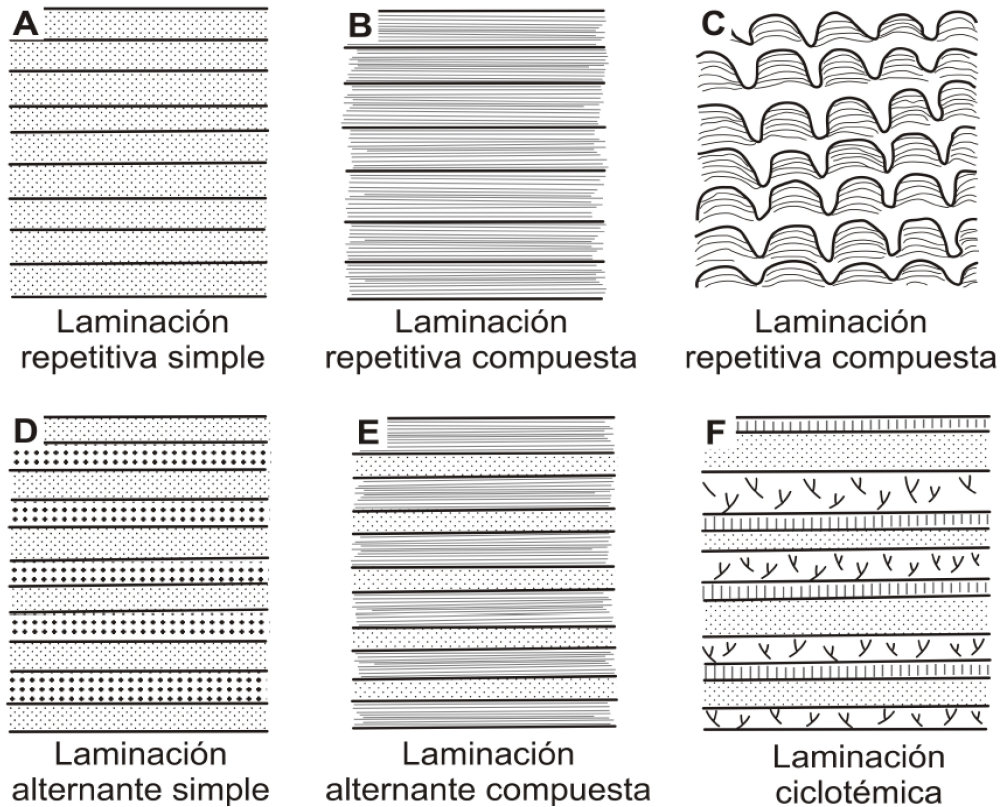 A
B
C
Laminación
repetitiva simple
Laminación
repetitiva compuesta
Laminación
repetitiva compuesta
D
E
F
Laminación
alternante simple
Laminación
alternante compuesta
Laminación
ciclotémica